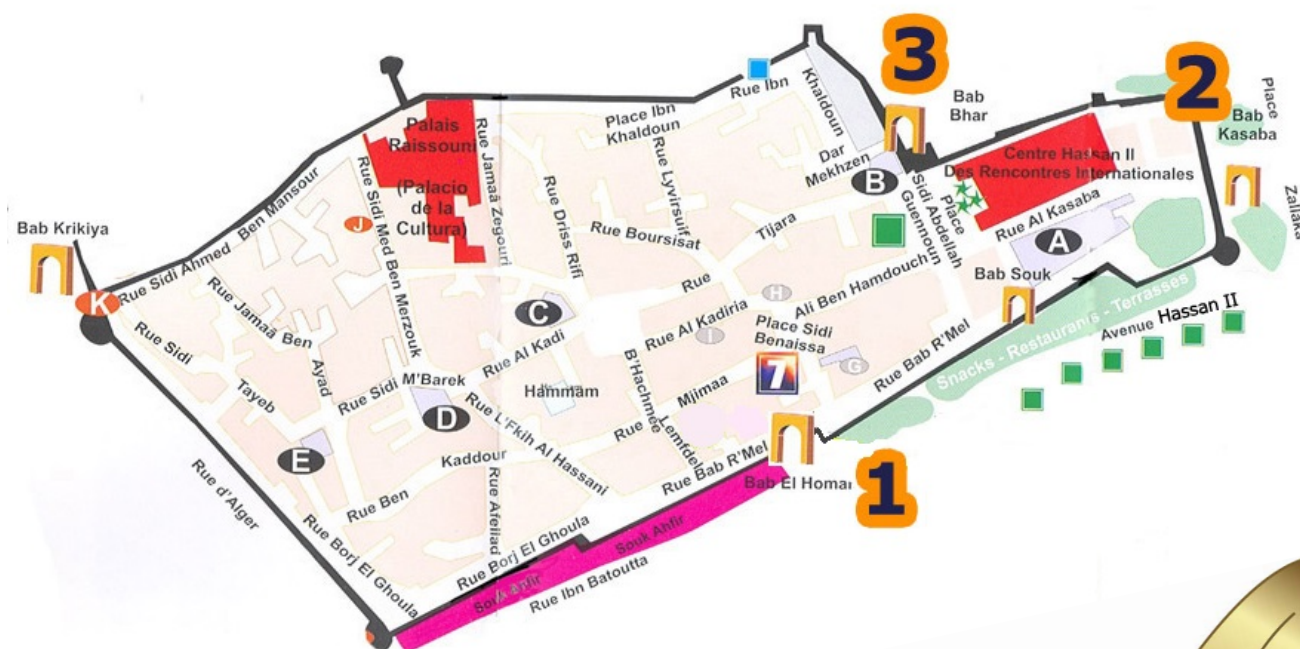 3
2
Place
Zallaka
Bab
Kasaba
Bab
Bhar
Khaldoun
Rue Ibn
Place Ibn
Khaldoun
Palais
Raissouni
(Palacio
de la
Cultura)
Rue Jamaâ Zegouri
Rue Lyvirsuif
Dar
Mekhzen
B
Centre Hassan II
Des Rencontres Internationales
Place
Sidi Abdellah
Guennoun
Rue Al Kasaba
A
Bab Souk
Rue Sidi Ahmed Ben Mansour
Bab Krikiya
K
J
Rue Sidi Med Ben Merzouk
Rue Driss Rifi
Rue Boursisat
Rue Tijara
Ali Ben Hamdouch
H
Rue Al Kadiria
I
Place Sidi
Benaissa
G
7
Rue Bab R'Mel
Snacks - Restaurants - Terrasses
Avenue Hassan II
Rue Jamaâ Ben
Ayad
Rue Sidi
Tayeb
C
Rue Al Kadi
Rue Sidi M'Barek
Hammam
B'Hachmée
Lemfdel
Rue Mjimaa
D
Rue L'Fkih Al Hassani
E
Rue Ben Kaddour
Rue Afeilad
Rue Bab R'Mel
Bab El Homar
1
Rue d'Alger
Rue Borj El Ghoula
Rue Borj El Ghoula
Souk Ahfir
Rue Ibn Batoutta